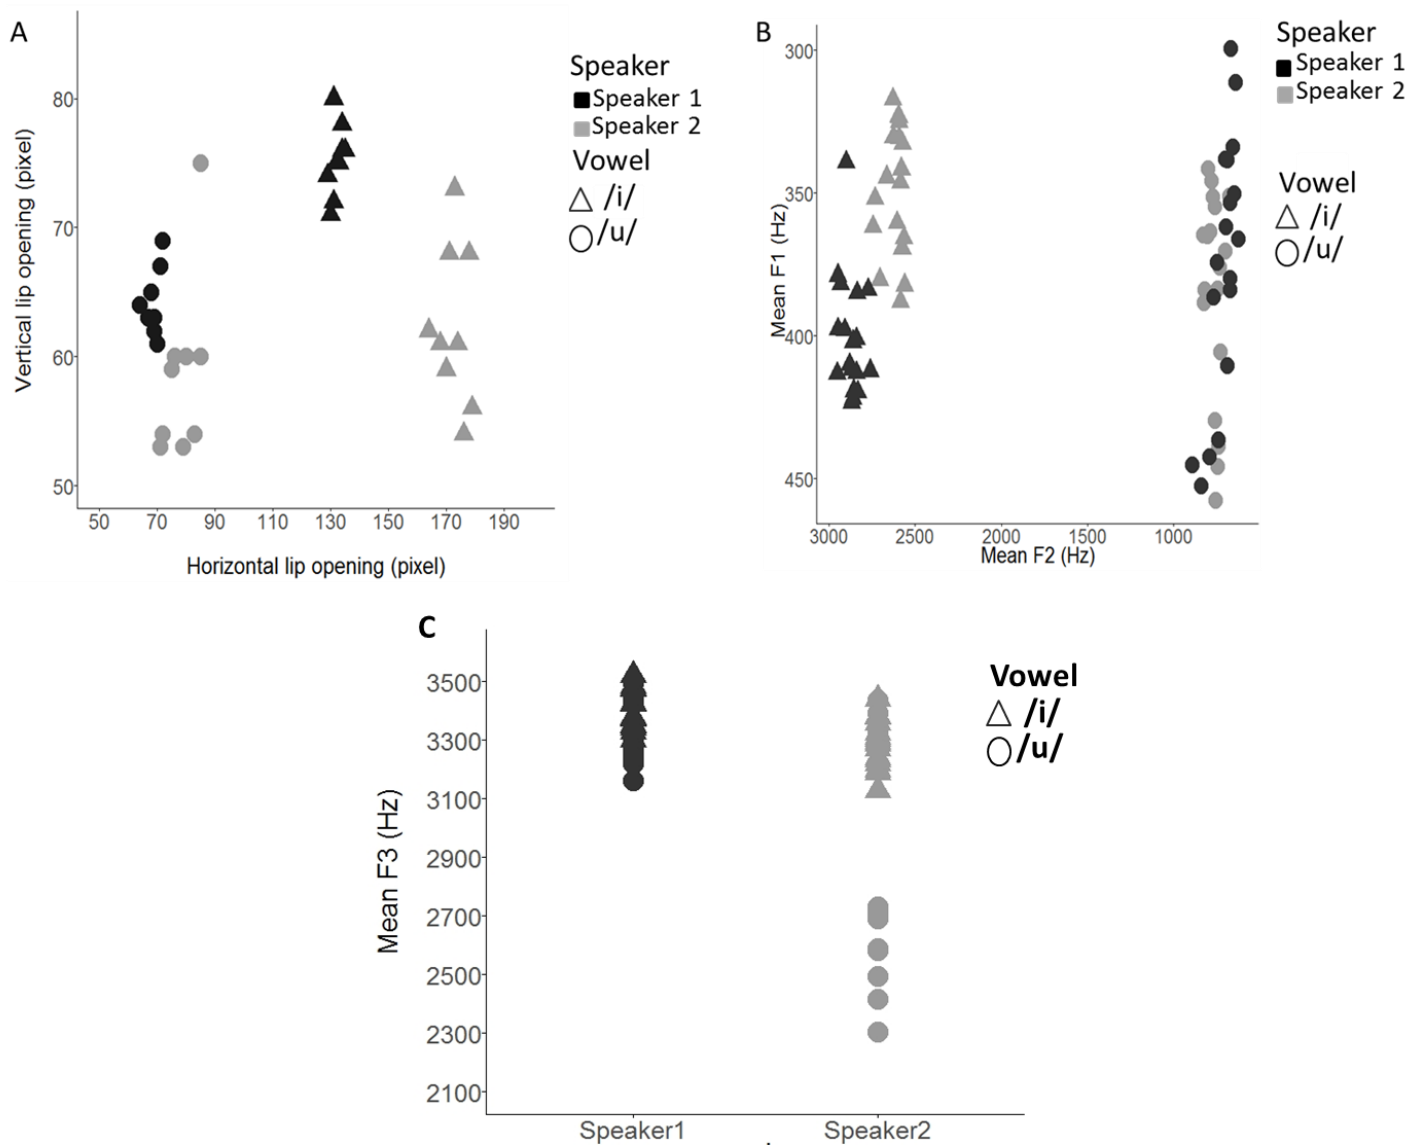 A
Speaker
Speaker 1
Speaker 2
Vowel
/i/
/u/
80
70
60
50
Vertical lip opening (pixel)
50 70 90 110 130 150 170 190
Horizontal lip opening (pixel)
B
Speaker
Speaker 1
Speaker 2
Vowel
/i/
/u/
300
350
400
450
Mean F1 (Hz)
3000 2500 2000 1500 1000
Mean F2 (Hz)
C
Vowel
/i/
/u/
3500
3300
3100
2900
2700
2500
2300
2100
Mean F3 (Hz)
Speaker1 Speaker2